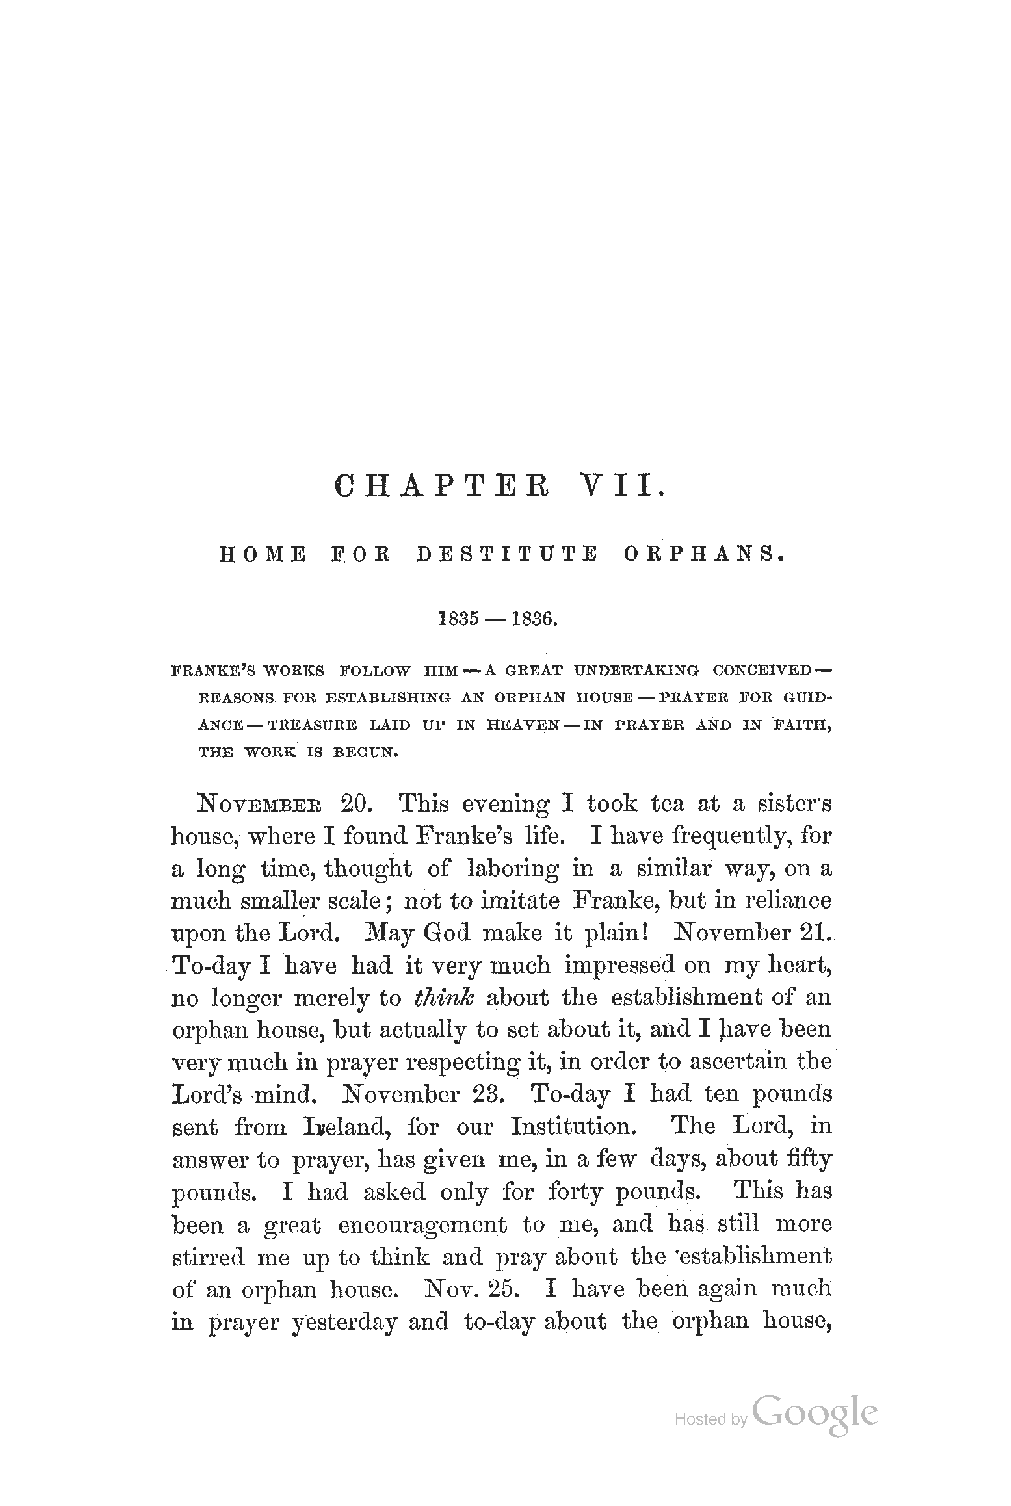 CHAPTER VII.
HOME FOR DESTITUTE ORPHANS.
1835 — 1836.
FRANKE'S WORKS FOLLOW HIM — A GREAT UNDERTAKING CONCEIVED —
REASONS FOR ESTABLISHING AN ORPHAN HOUSE — PRAYER FOR GUID-
ANCE — TREASURE LAID UP IN HEAVEN — IN PRAYER AND IN FAITH,
THE WORK IS BEGUN.
NOVEMBER 20. This evening I took tea at a sister's
house, where I found Franke's life. I have frequently, for
a long time, thought of laboring in a similar way, on a
much smaller scale; not to imitate Franke, but in reliance
upon the Lord. May God make it plain! November 21.
To-day I have had it very much impressed on my heart,
no longer merely to think about the establishment of an
orphan house, but actually to set about it, and I have been
very much in prayer respecting it, in order to ascertain the
Lord's mind. November 23. To-day I had ten pounds
sent from Ireland, for our Institution. The Lord, in
answer to prayer, has given me, in a few days, about fifty
pounds. I had asked only for forty pounds. This has
been a great encouragement to me, and has still more
stirred me up to think and pray about the establishment
of an orphan house. Nov. 25. I have been again much
in prayer yesterday and to-day about the orphan house,
Hosted by Google